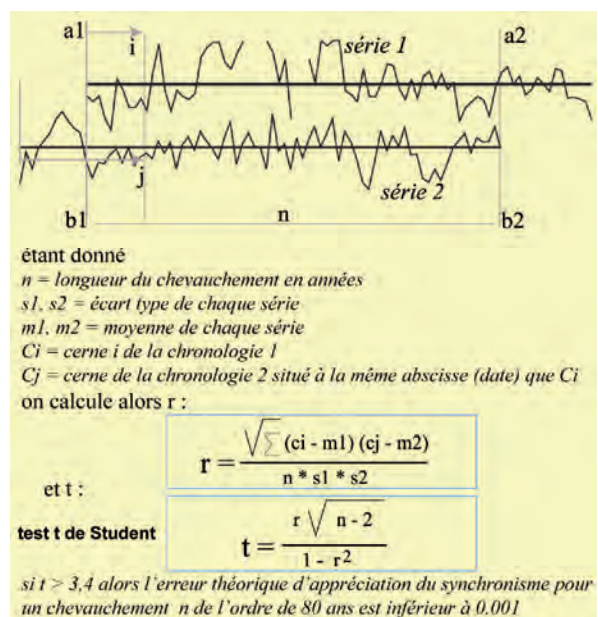 a1
i
série 1
a2
j
série 2
b1
n
b2
étant donné
n = longueur du chevauchement en années
s1, s2 = écart type de chaque série
m1, m2 = moyenne de chaque série
Ci = cerne i de la chronologie 1
Cj = cerne de la chronologie 2 situé à la même abscisse (date) que Ci
on calcule alors r :
r = √∑ (ci - m1) (cj - m2)
n * s1 * s2
et t :
test t de Student
t = r √ n - 2
1 - r²
si t > 3,4 alors l'erreur théorique d'appréciation du synchronisme pour
un chevauchement n de l'ordre de 80 ans est inférieur à 0.001